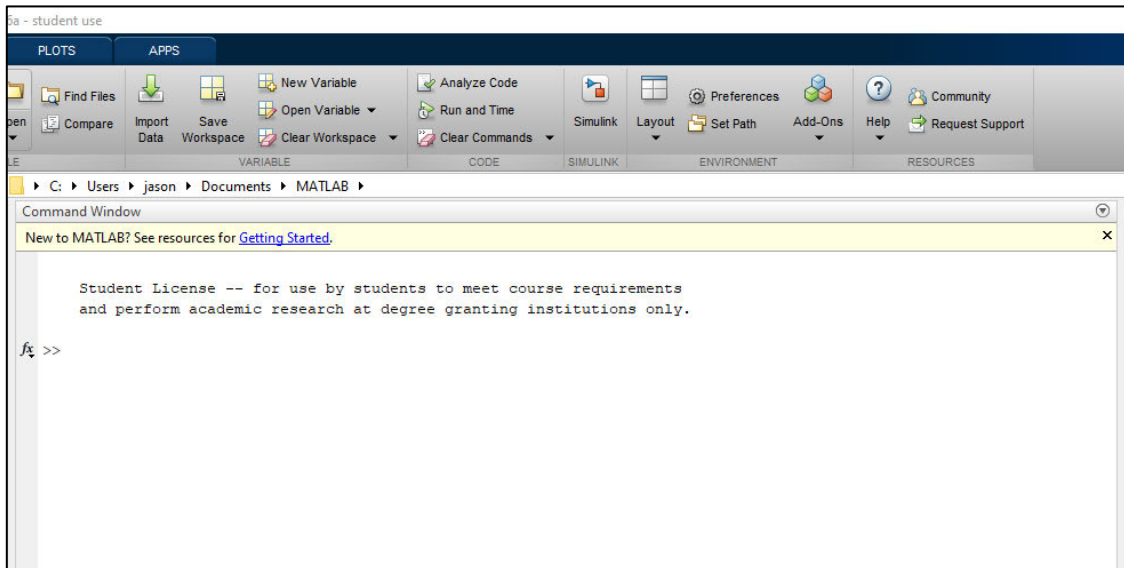 5a - student use
PLOTS APPS
Find Files
Compare
Import Data
Save Workspace
New Variable
Open Variable
Clear Workspace
Analyze Code
Run and Time
Clear Commands
Simulink
Layout
Preferences
Set Path
Add-Ons
Help
Community
Request Support
VARIABLE CODE SIMULINK ENVIRONMENT RESOURCES
C: Users jason Documents MATLAB
Command Window
New to MATLAB? See resources for Getting Started.
Student License -- for use by students to meet course requirements
and perform academic research at degree granting institutions only.
fx >>